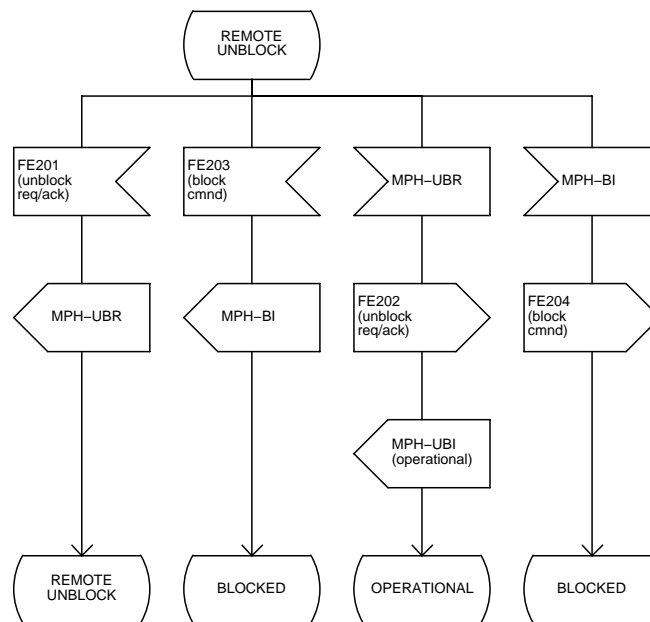 REMOTE
UNBLOCK
FE201
(unblock
req/ack)
FE203
(block
cmnd)
MPH−UBR
MPH−BI
MPH−UBR
MPH−BI
FE202
(unblock
req/ack)
FE204
(block
cmnd)
MPH−UBI
(operational)
REMOTE
UNBLOCK
BLOCKED
OPERATIONAL
BLOCKED